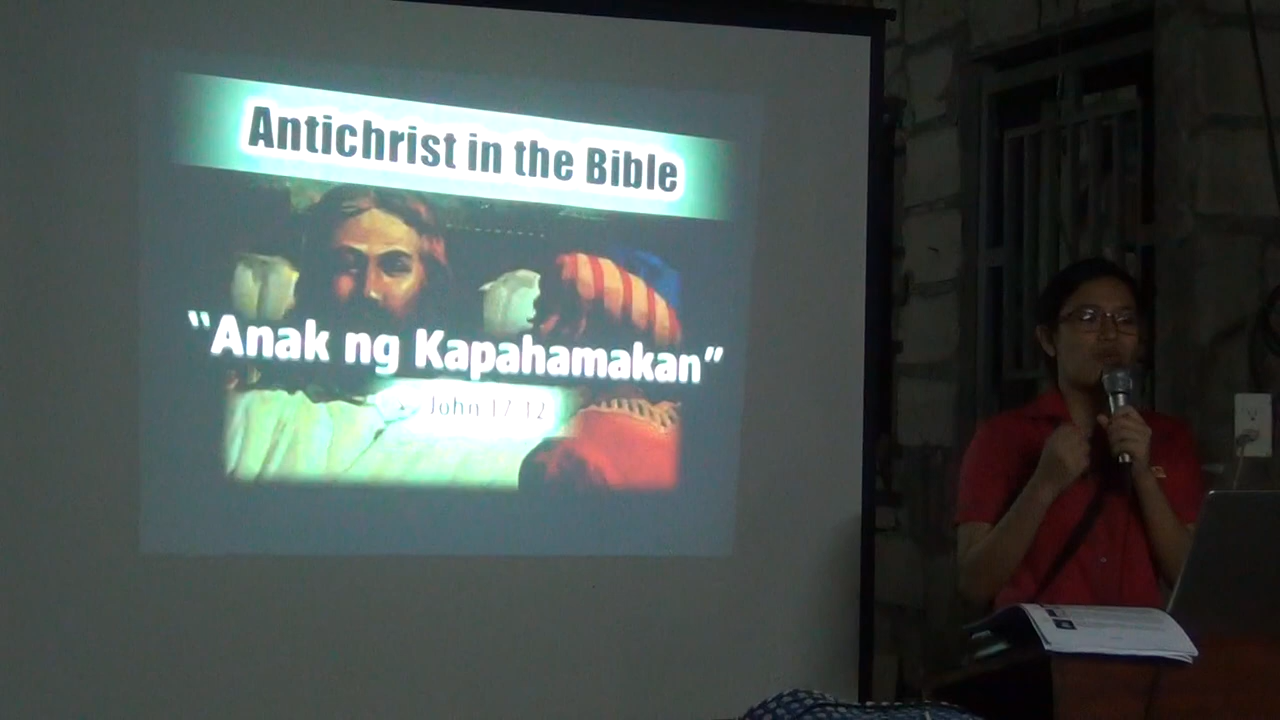 Antichrist in the Bible
"Anak ng Kapahamakan"
John 17:12